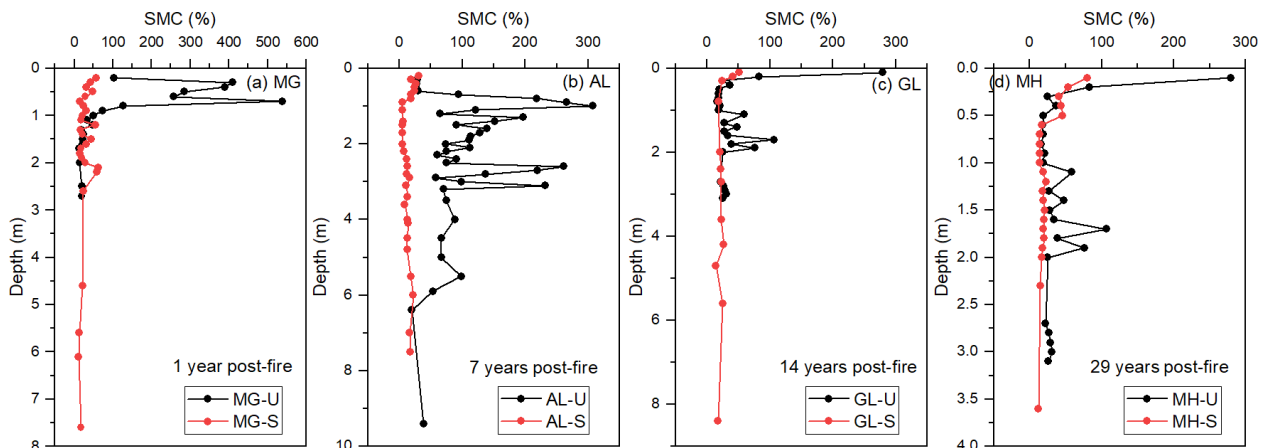 SMC (%)
0 100 200 300 400 500 600
0
1
2
3
4
5
6
7
8
Depth (m)
(a) MG
1 year post-fire
MG-U
MG-S
SMC (%)
0 100 200 300
0
2
4
6
8
10
Depth (m)
(b) AL
7 years post-fire
AL-U
AL-S
SMC (%)
0 100 200 300
0
2
4
6
8
Depth (m)
(c) GL
14 years post-fire
GL-U
GL-S
SMC (%)
0 100 200 300
0.0
0.5
1.0
1.5
2.0
2.5
3.0
3.5
4.0
Depth (m)
(d) MH
29 years post-fire
MH-U
MH-S